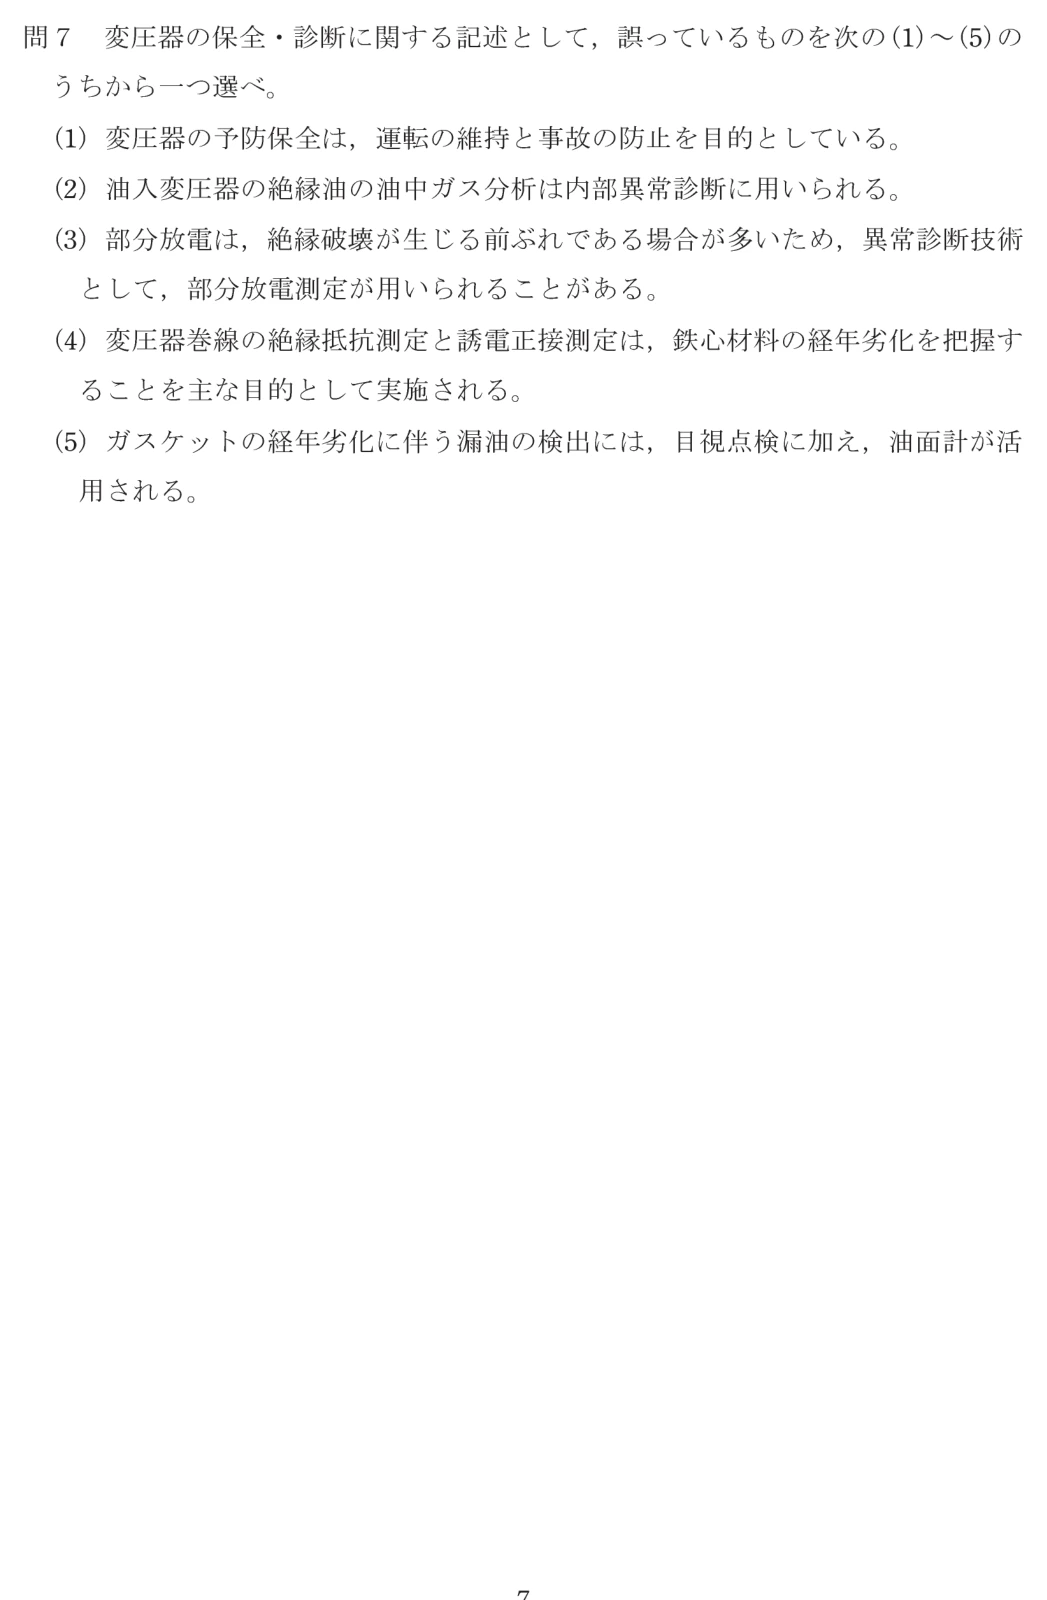 問７　変圧器の保全・診断に関する記述として，誤っているものを次の(1)～(5)の
うちから一つ選べ。
(1) 変圧器の予防保全は，運転の維持と事故の防止を目的としている。
(2) 油入変圧器の絶縁油の油中ガス分析は内部異常診断に用いられる。
(3) 部分放電は，絶縁破壊が生じる前ぶれである場合が多いため，異常診断技術
として，部分放電測定が用いられることがある。
(4) 変圧器巻線の絶縁抵抗測定と誘電正接測定は，鉄心材料の経年劣化を把握す
ることを主な目的として実施される。
(5) ガスケットの経年劣化に伴う漏油の検出には，目視点検に加え，油面計が活
用される。
7